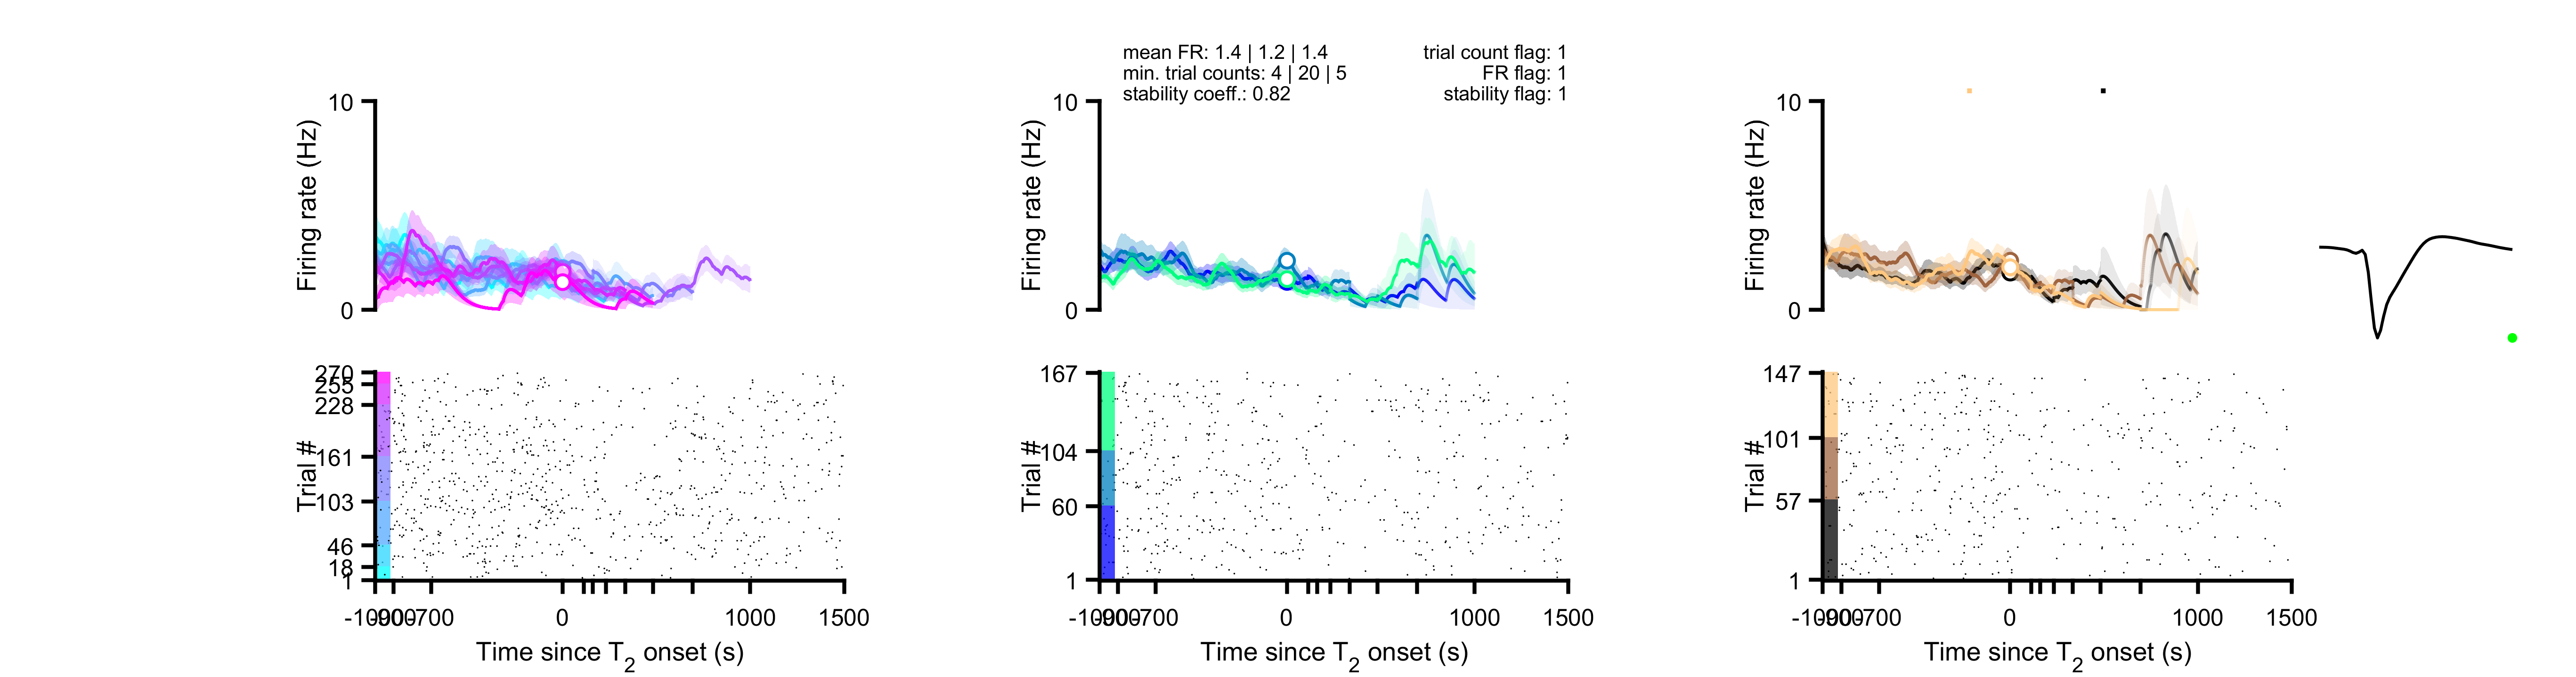 mean FR: 1.4 | 1.2 | 1.4
min. trial counts: 4 | 20 | 5
stability coeff.: 0.82
trial count flag: 1
FR flag: 1
stability flag: 1
10
0
Firing rate (Hz)
10
0
Firing rate (Hz)
10
0
Firing rate (Hz)
270
255
228
161
103
46
18
1
Trial #
0
1000
1500
-700
Time since T2 onset (s)
167
104
60
1
Trial #
-700
0
1000
1500
Time since T2 onset (s)
147
101
57
1
Trial #
-700
0
1000
1500
Time since T2 onset (s)